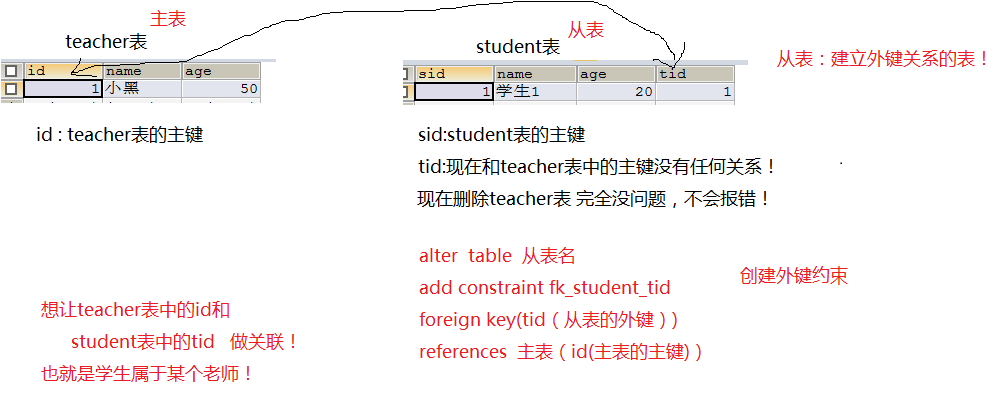 主表
teacher表
id name age
1 小黑 50
id : teacher表的主键
从表
student表
sid name age tid
1 学生1 20 1
从表：建立外键关系的表！
sid:student表的主键
tid:现在和teacher表中的主键没有任何关系！
现在删除teacher表 完全没问题，不会报错！
想让teacher表中的id和
student表中的tid 做关联！
也就是学生属于某个老师！
alter table 从表名
add constraint fk_student_tid
foreign key(tid（从表的外键）)
references 主表（id(主表的主键)）
创建外键约束